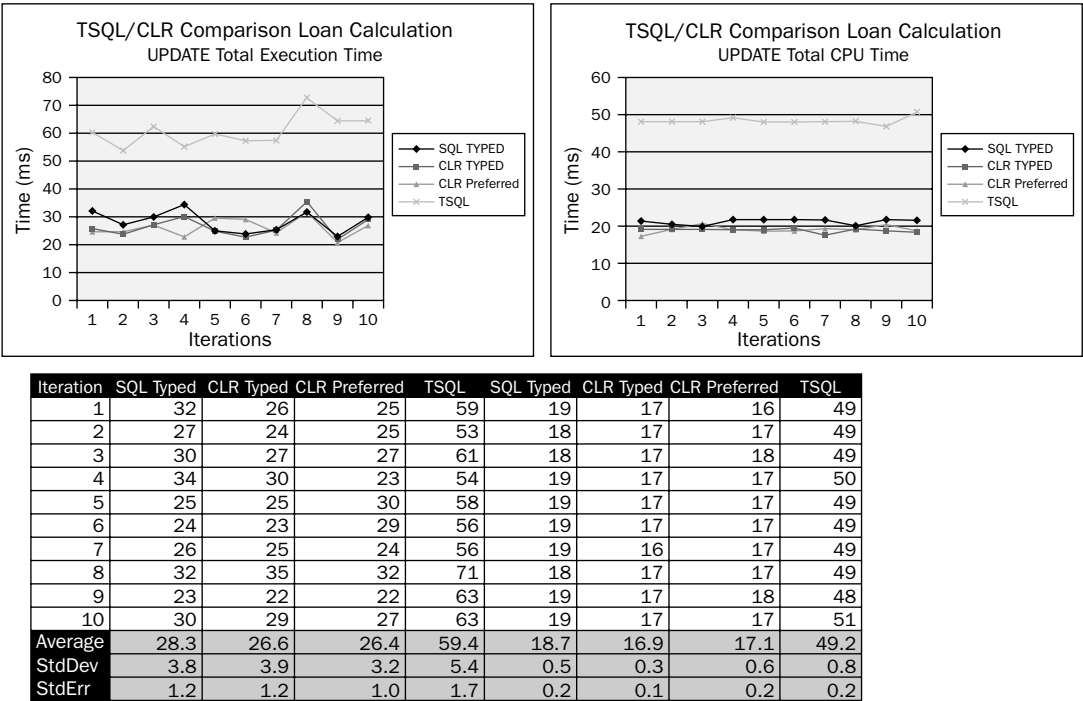 TSQL/CLR Comparison Loan Calculation
UPDATE Total Execution Time
80
70
60
50
40
30
20
10
0
Time (ms)
1 2 3 4 5 6 7 8 9 10
Iterations
SQL TYPED
CLR TYPED
CLR Preferred
TSQL
TSQL/CLR Comparison Loan Calculation
UPDATE Total CPU Time
60
50
40
30
20
10
0
Time (ms)
1 2 3 4 5 6 7 8 9 10
Iterations
SQL TYPED
CLR TYPED
CLR Preferred
TSQL
Iteration SQL Typed CLR Typed CLR Preferred TSQL SQL Typed CLR Typed CLR Preferred TSQL
1 32 26 25 59 19 17 16 49
2 27 24 25 53 18 17 17 49
3 30 27 27 61 18 17 18 49
4 34 30 23 54 19 17 17 50
5 25 25 30 58 19 17 17 49
6 24 23 29 56 19 17 17 49
7 26 25 24 56 19 16 17 49
8 32 35 32 71 18 17 17 49
9 23 22 22 63 19 17 18 48
10 30 29 27 63 19 17 17 51
Average 28.3 26.6 26.4 59.4 18.7 16.9 17.1 49.2
StdDev 3.8 3.9 3.2 5.4 0.5 0.3 0.6 0.8
StdErr 1.2 1.2 1.0 1.7 0.2 0.1 0.2 0.2